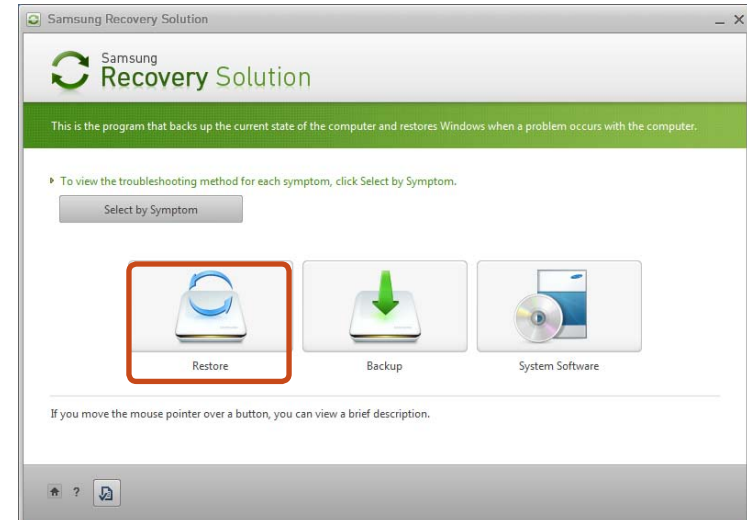 Samsung Recovery Solution
Samsung
Recovery Solution
This is the program that backs up the current state of the computer and restores Windows when a problem occurs with the computer.
To view the troubleshooting method for each symptom, click Select by Symptom.
Select by Symptom
Restore Backup System Software
If you move the mouse pointer over a button, you can view a brief description.
?